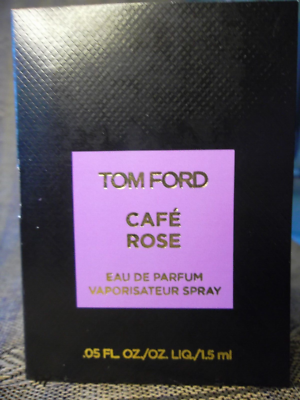 TOM FORD
CAFÉ
ROSE
EAU DE PARFUM
VAPORISATEUR SPRAY
.05 FL. OZ./OZ. LIQ./1.5 ml